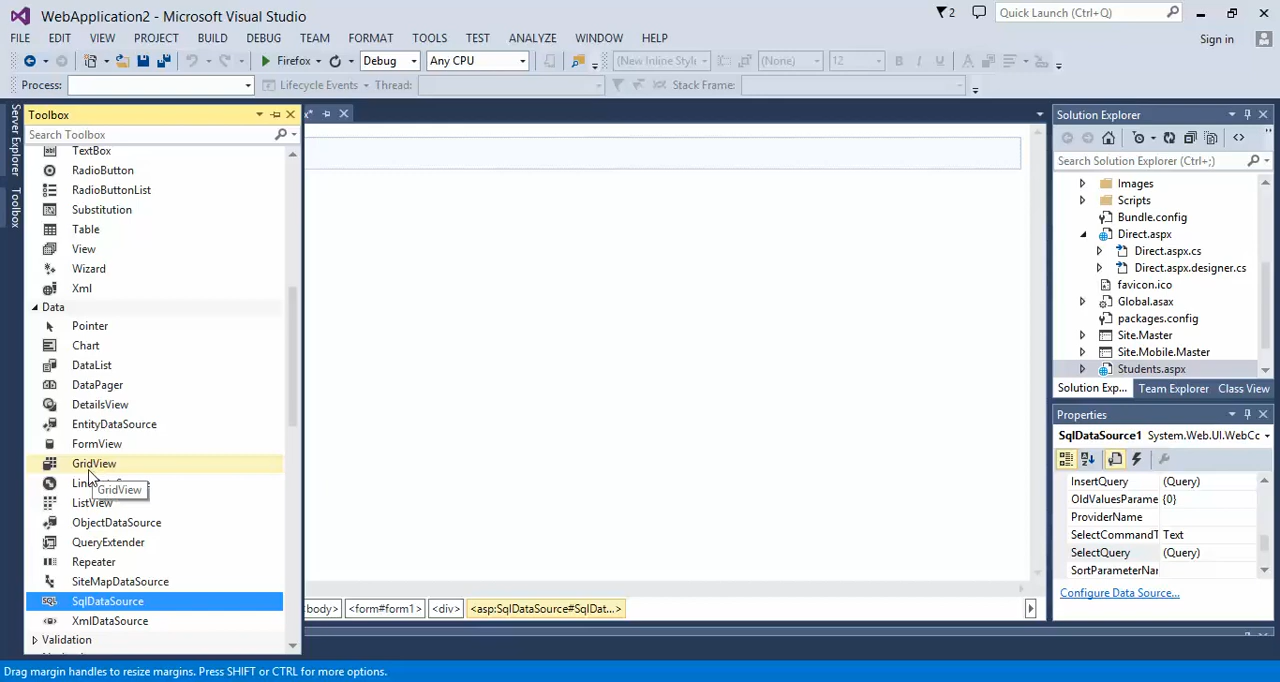 WebApplication2 - Microsoft Visual Studio
2
Quick Launch (Ctrl+Q)
FILE EDIT VIEW PROJECT BUILD DEBUG TEAM FORMAT TOOLS TEST ANALYZE WINDOW HELP
Sign in
Firefox Debug Any CPU (New Inline Style (None) 12 B I U A
Process: Lifecycle Events Thread: Stack Frame:
Server Explorer
Toolbox
Toolbox
Search Toolbox
TextBox
RadioButton
RadioButtonList
Substitution
Table
View
Wizard
Xml
Data
Pointer
Chart
DataList
DataPager
DetailsView
EntityDataSource
FormView
GridView
GridView
ListView
ObjectDataSource
QueryExtender
Repeater
SiteMapDataSource
SqlDataSource
XmlDataSource
Validation
<form#form1> <div> <asp:SqlDataSource#SqlDat...>
Solution Explorer
Search Solution Explorer (Ctrl+;)
Images
Scripts
Bundle.config
Direct.aspx
Direct.aspx.cs
Direct.aspx.designer.cs
favicon.ico
Global.asax
packages.config
Site.Master
Site.Mobile.Master
Students.aspx
Solution Exp... Team Explorer Class View
Properties
SqlDataSource1 System.Web.UI.WebCc
InsertQuery (Query)
OldValuesParame {0}
ProviderName
SelectCommandT Text
SelectQuery (Query)
SortParameterNar
Configure Data Source...
Drag margin handles to resize margins. Press SHIFT or CTRL for more options.